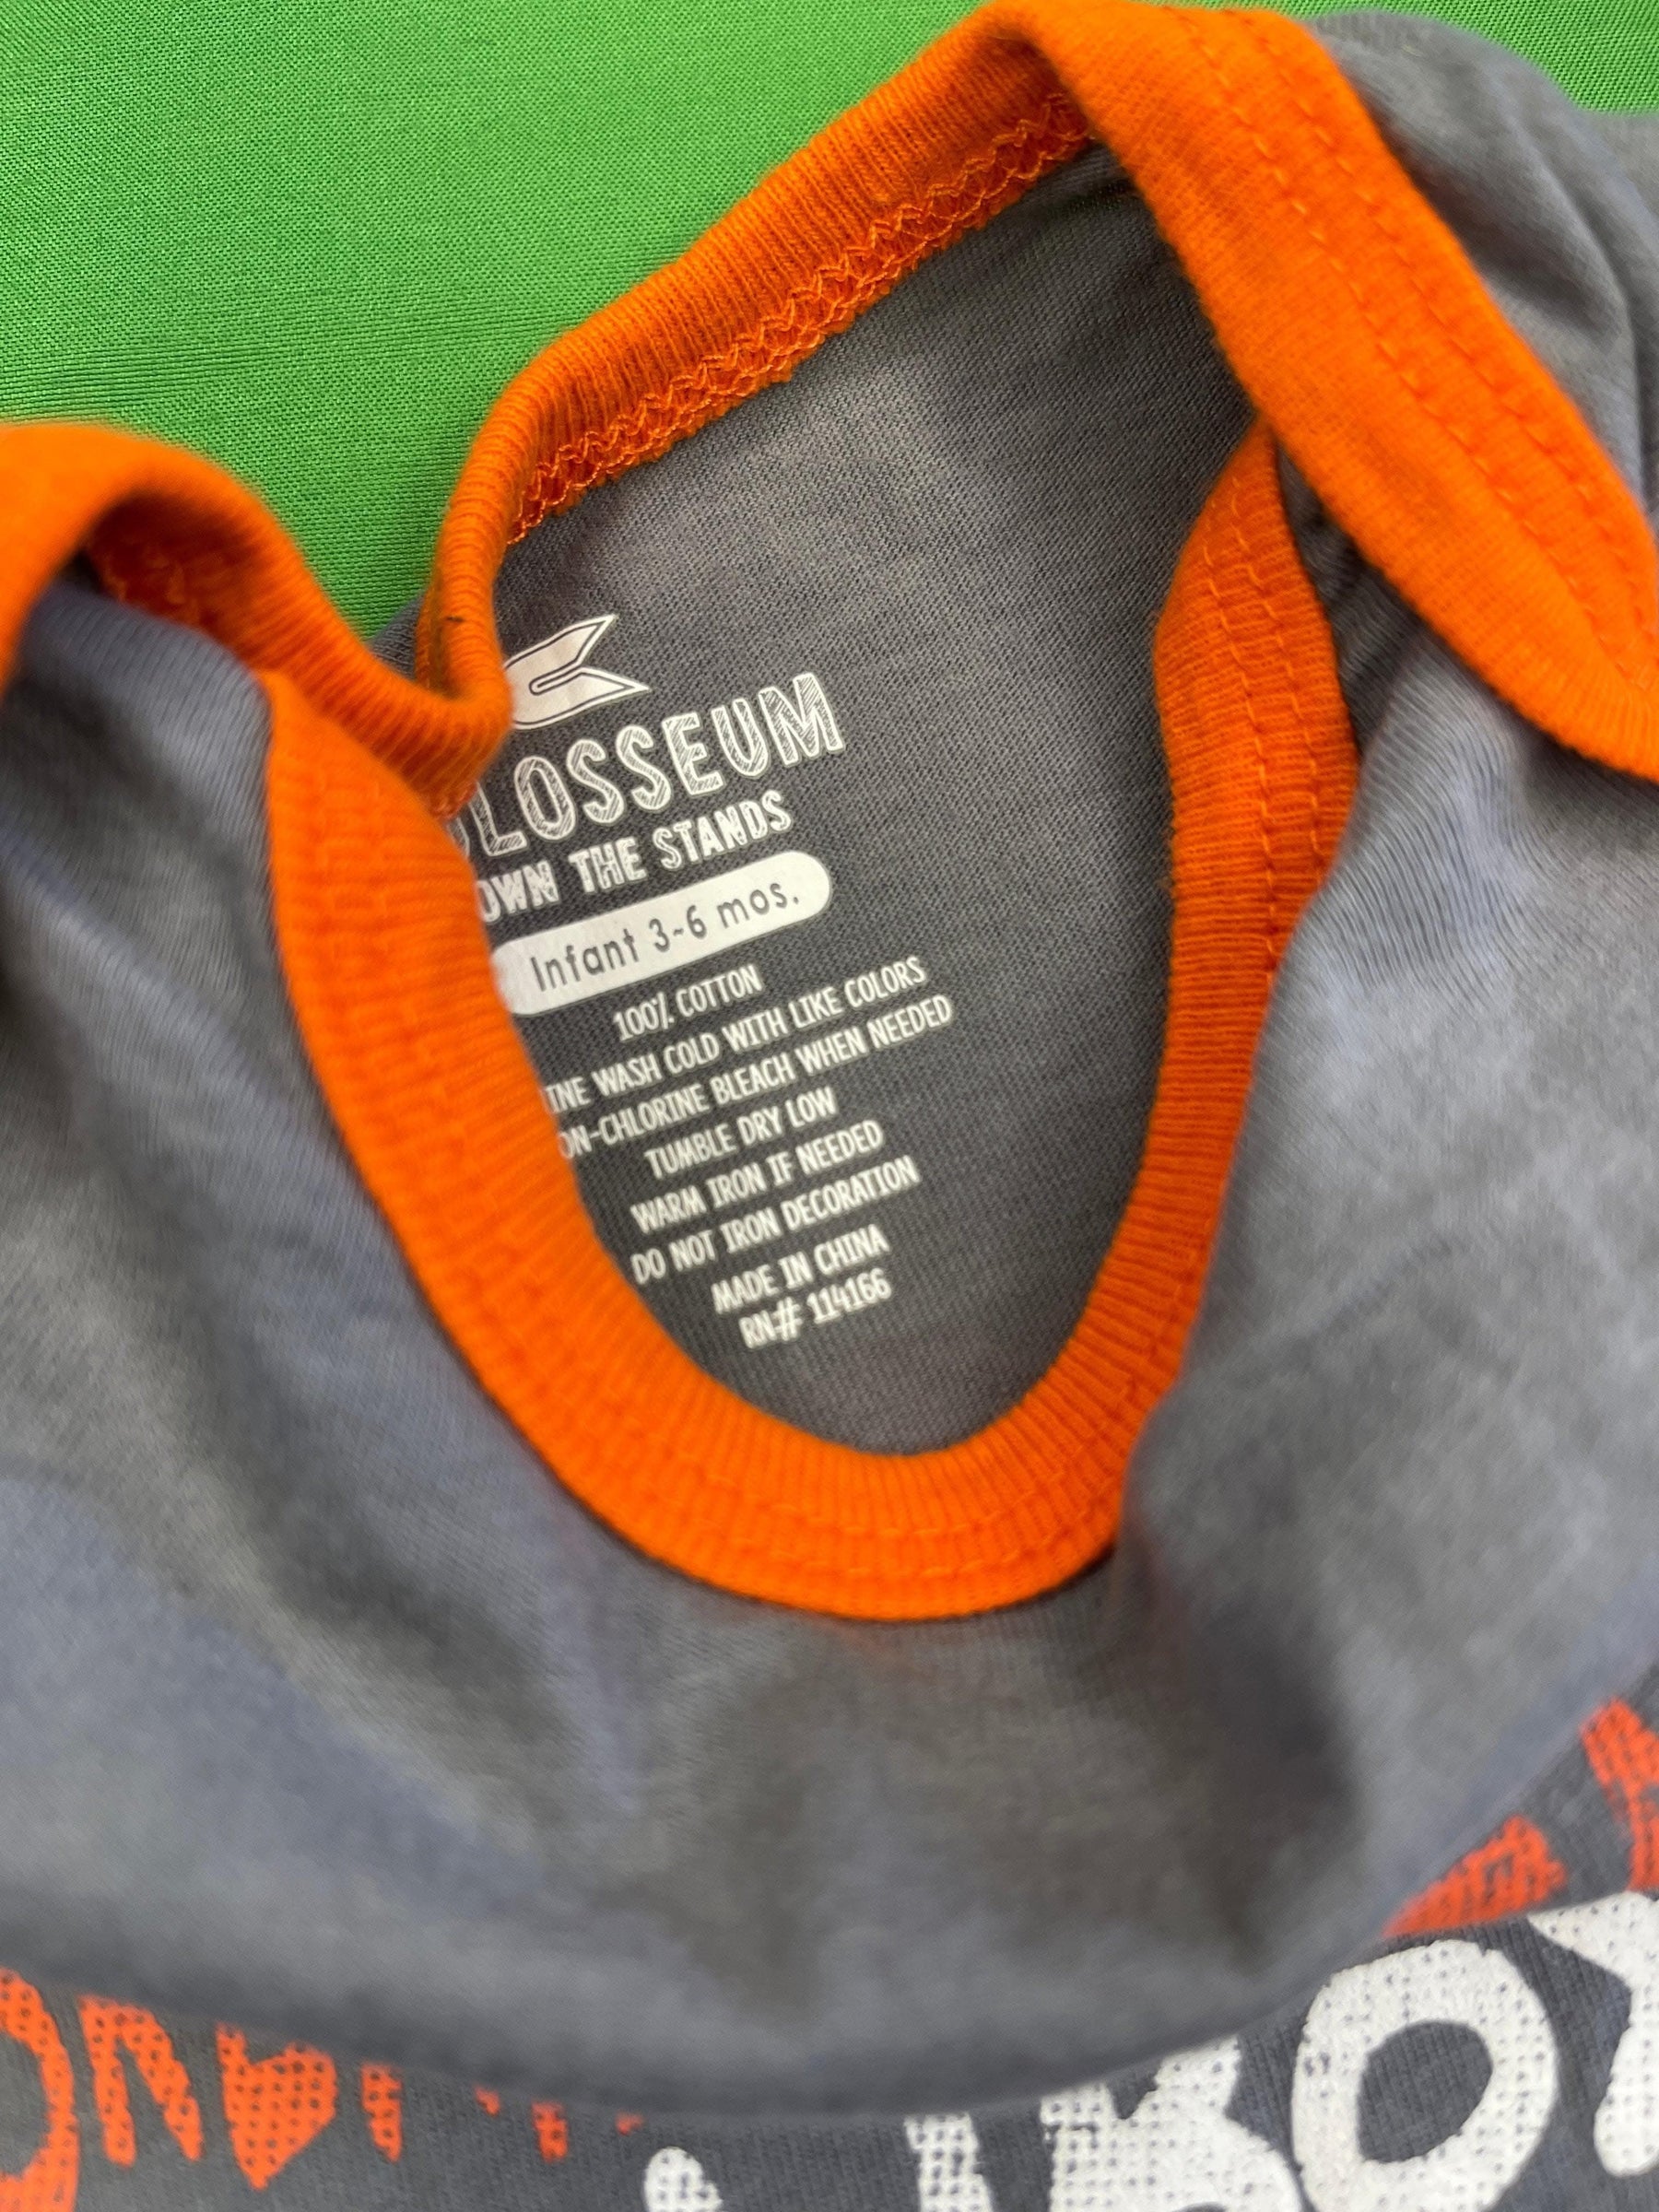 LOSSEUM
OWN THE STANDS
Infant 3-6 mos.
100% COTTON
INE WASH COLD WITH LIKE COLORS
ON-CHLORINE BLEACH WHEN NEEDED
TUMBLE DRY LOW
WARM IRON IF NEEDED
DO NOT IRON DECORATION
MADE IN CHINA
RN# 114166